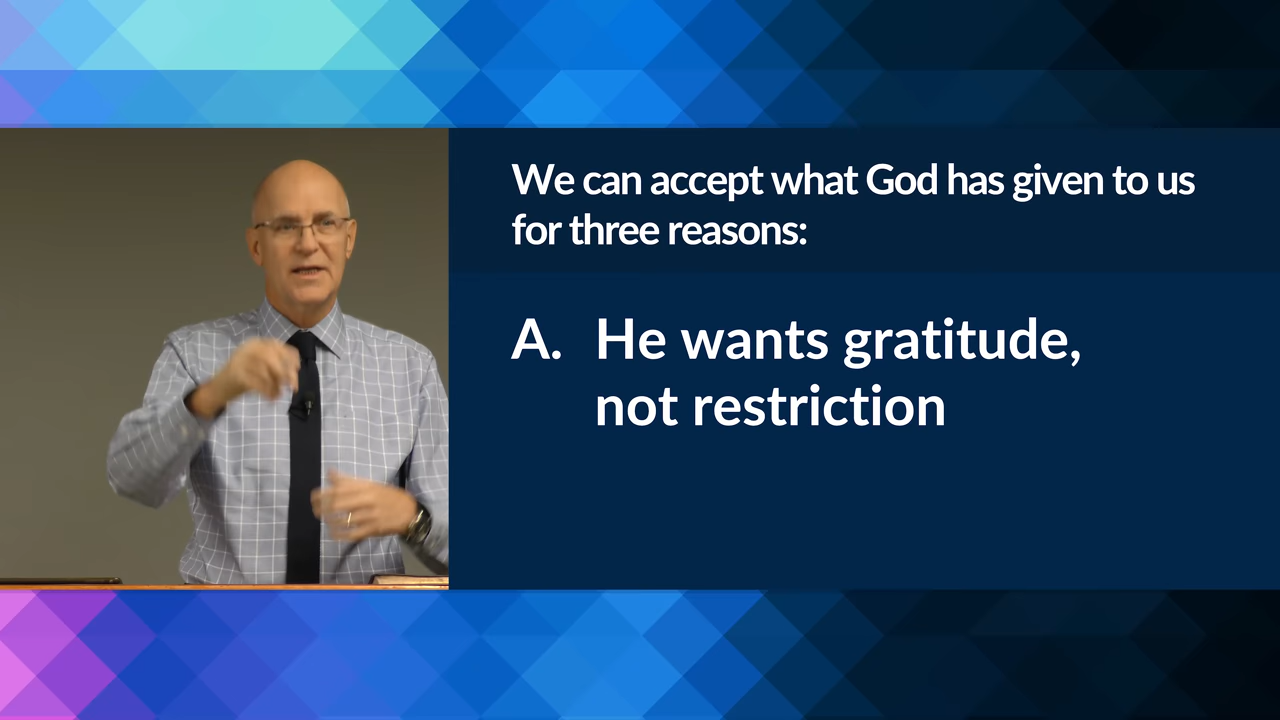 We can accept what God has given to us
for three reasons:
A. He wants gratitude,
not restriction